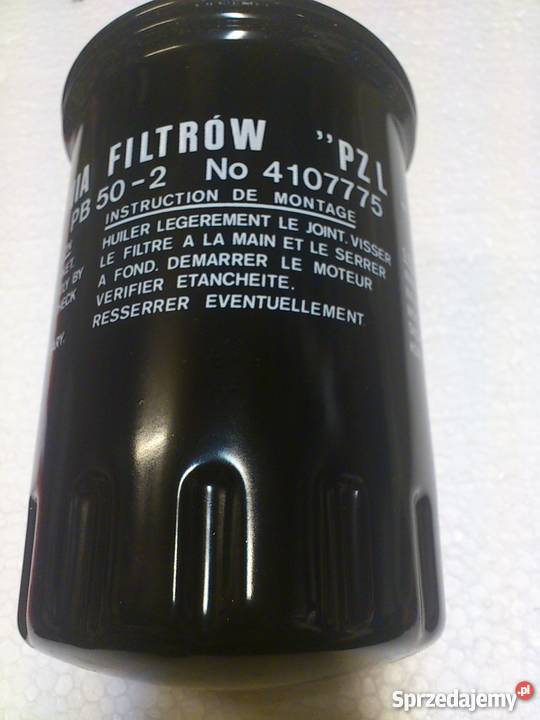 FILTRÓW ,,PZL
PB 50-2 No 4107775
INSTRUCTION DE MONTAGE
HUILER LEGEREMENT LE JOINT. VISSER
LE FILTRE A LA MAIN ET LE SERRER
A FOND. DEMARRER LE MOTEUR
VERIFIER ETANCHEITE.
RESSERRER EVENTUELLEMENT
BY
Sprzedajemy.pl